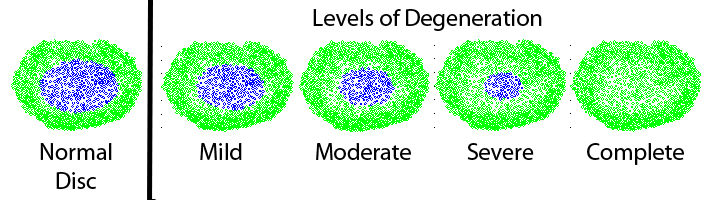 Levels of Degeneration
Normal
Disc
Mild
Moderate
Severe
Complete